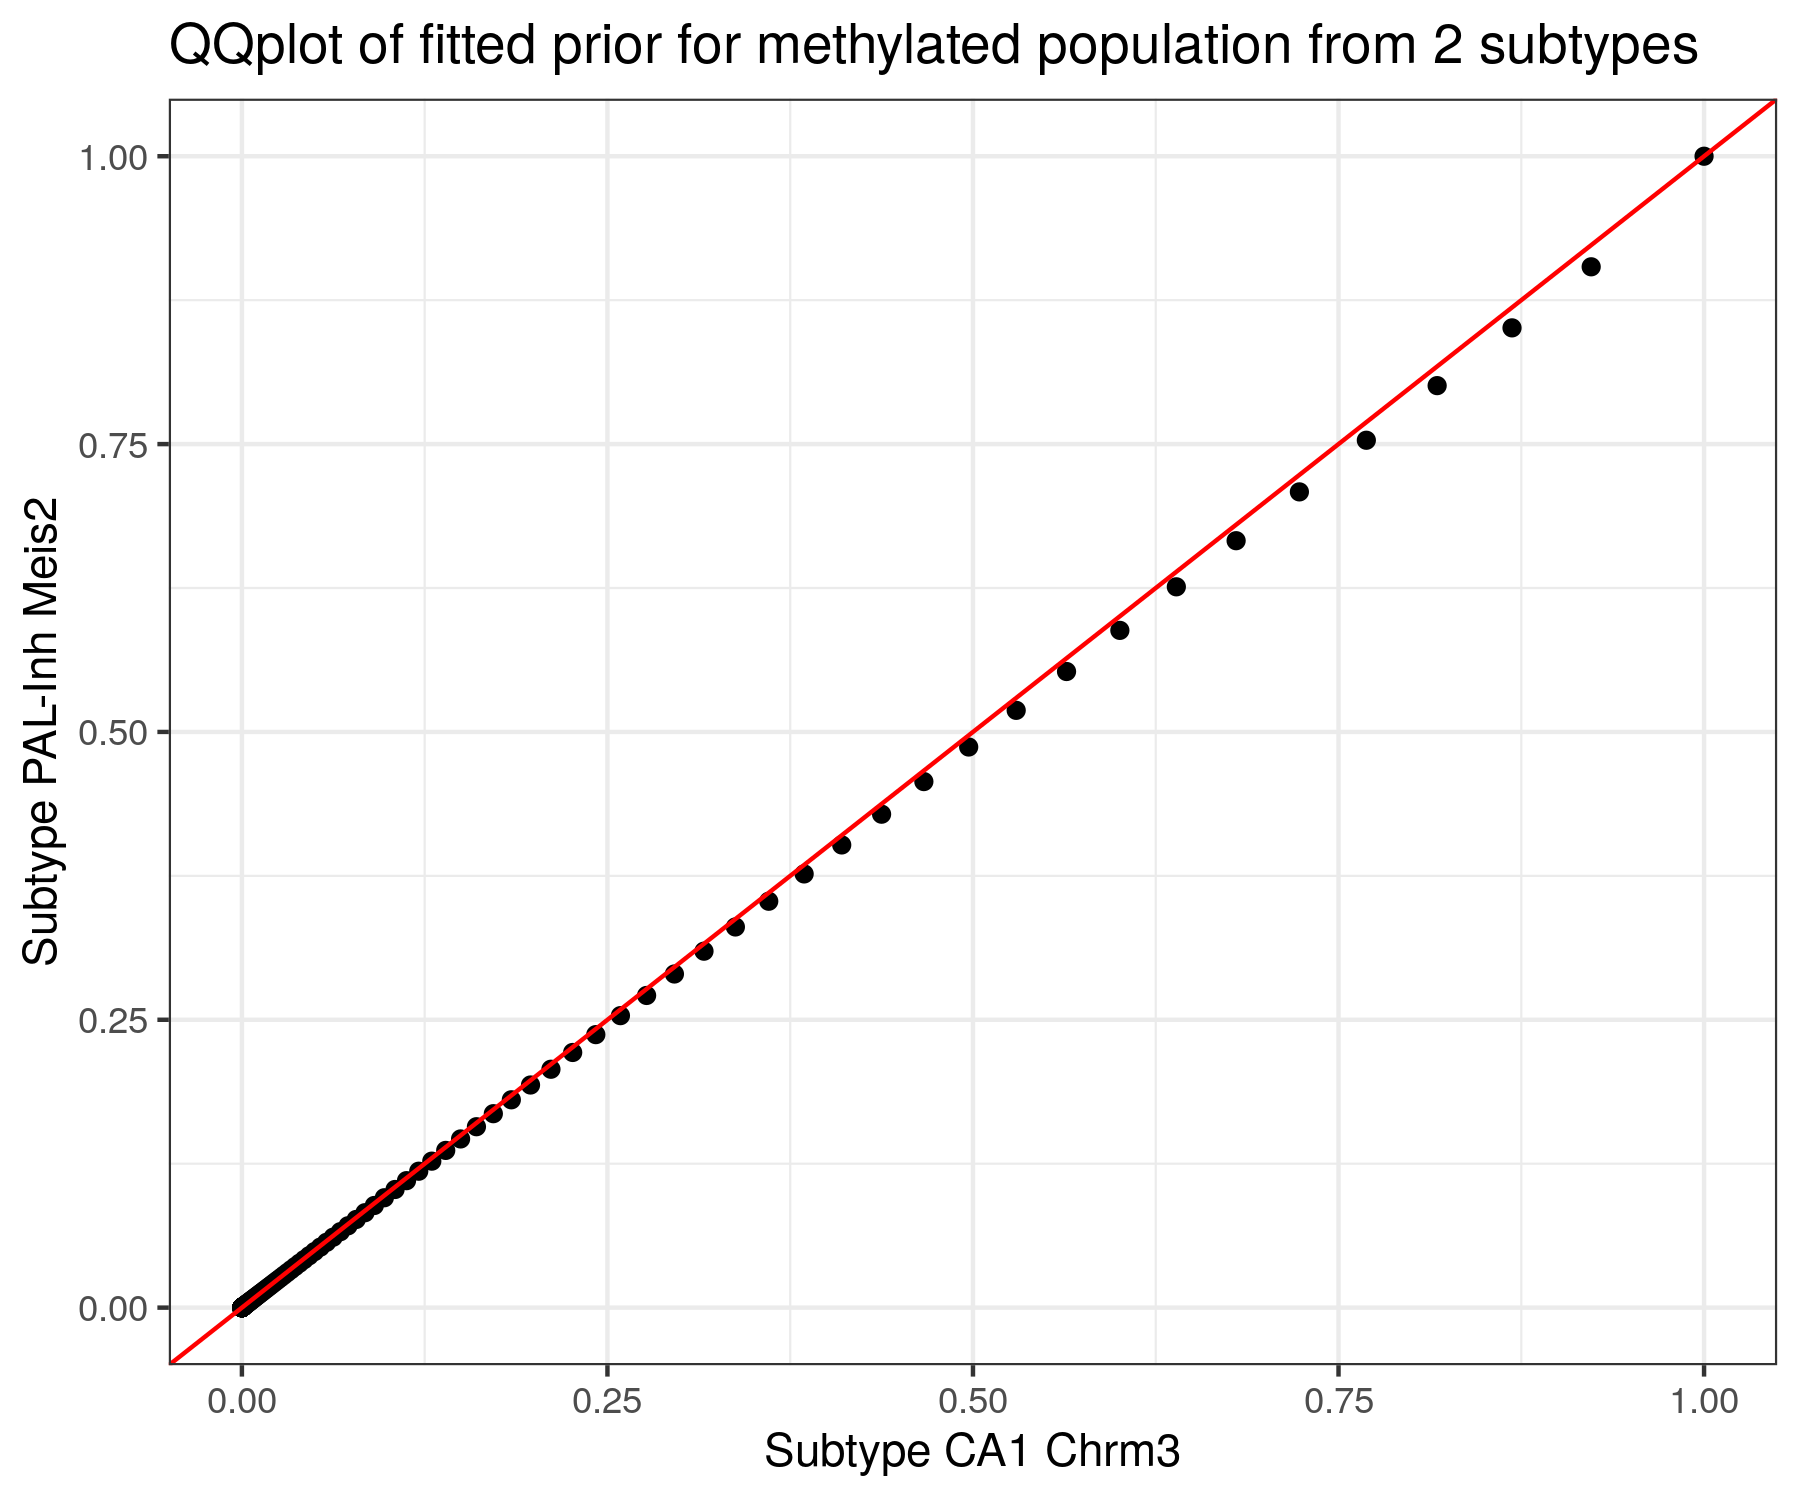 QQplot of fitted prior for methylated population from 2 subtypes
1.00
0.75
0.50
0.25
0.00
Subtype PAL-Inh Meis2
0.00 0.25 0.50 0.75 1.00
Subtype CA1 Chrm3